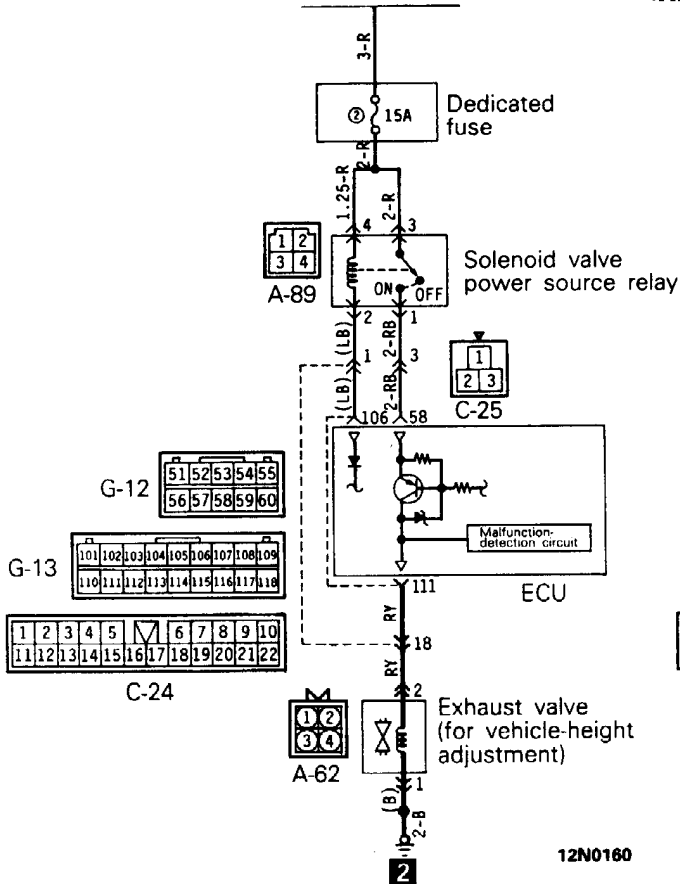 3-R
② 15A
Dedicated
fuse
2-R
1.25-R
2-R
4 3
1 2
3 4
A-89
Solenoid valve
power source relay
ON OFF
2 1
(LB)
2-RB
1 3
(LB)
2-RB
1
2 3
C-25
106 58
51 52 53 54 55
56 57 58 59 60
G-12
Malfunction-
detection circuit
101 102 103 104 105 106 107 108 109
110 111 112 113 114 115 116 117 118
G-13
111
ECU
RY
1 2 3 4 5 6 7 8 9 10
11 12 13 14 15 16 17 18 19 20 21 22
C-24
18
RY
2
Exhaust valve
(for vehicle-height
adjustment)
1 2
3 4
A-62
1
(B)
2-B
2
12N0160